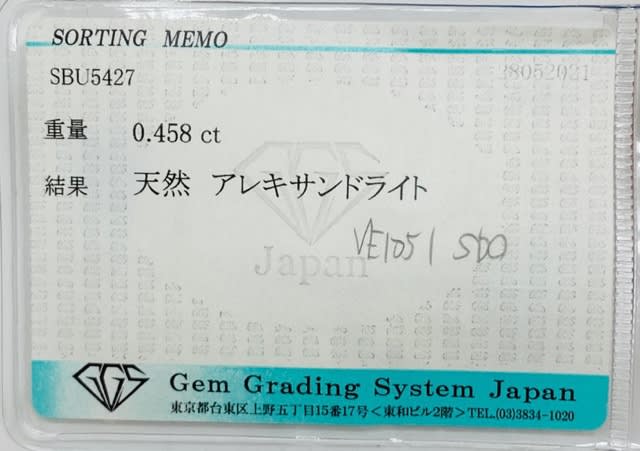 SORTING MEMO
SBU5427
28052021
重量 0.458 ct
結果 天然 アレキサンドライト
Japan
GGS
Gem Grading System Japan
東京都台東区上野五丁目15番17号＜東和ビル2階＞TEL.(03)3834-1020